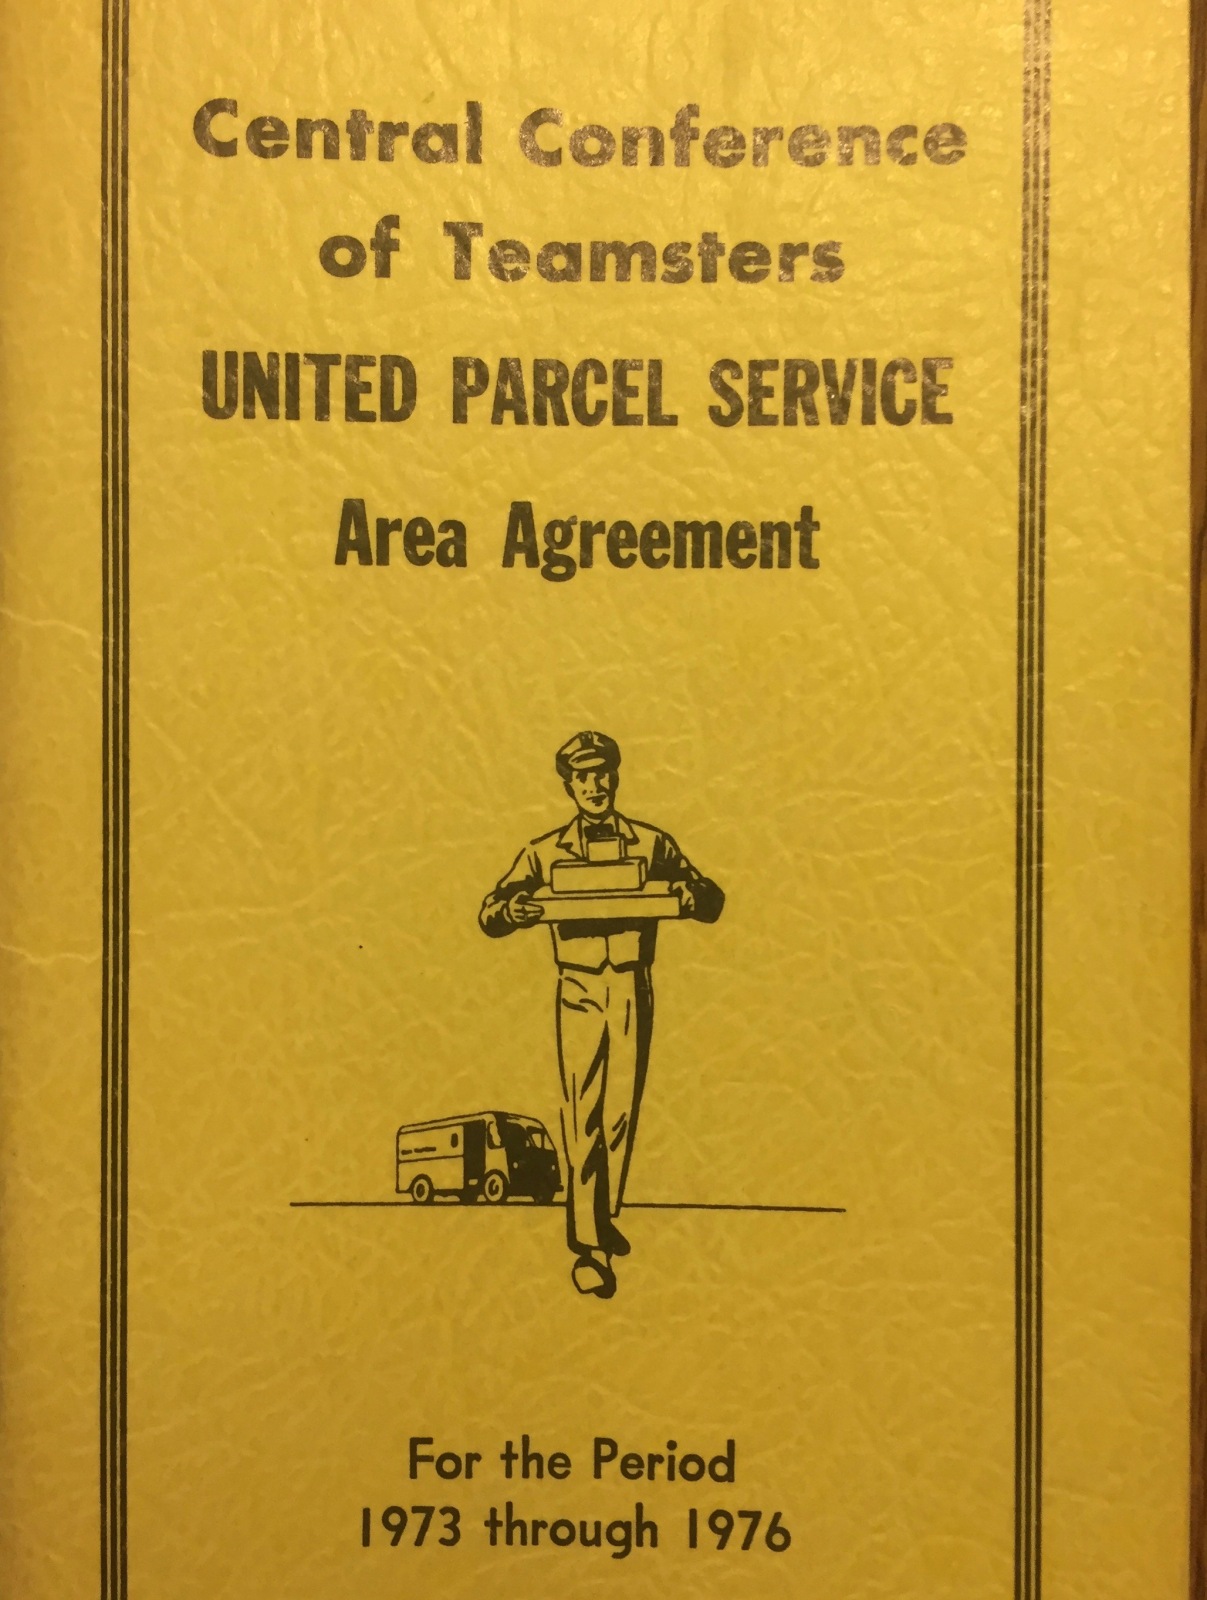 Central Conference
of Teamsters
UNITED PARCEL SERVICE
Area Agreement
For the Period
1973 through 1976